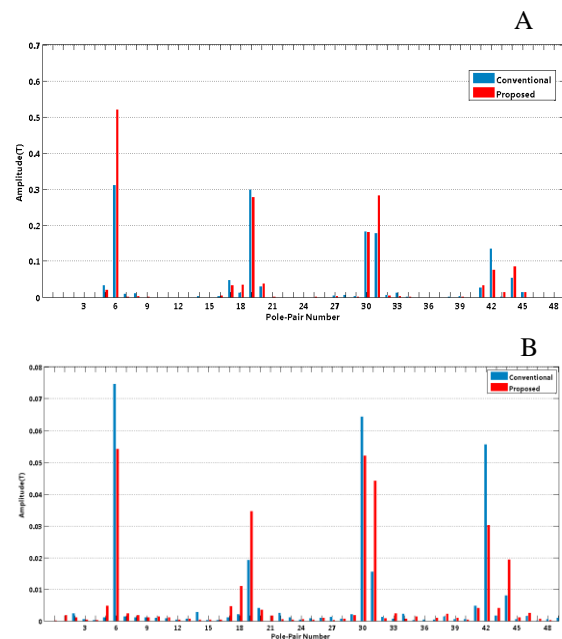 A
0.7
0.6
0.5
0.4
0.3
0.2
0.1
0
Amplitude(T)
Conventional
Proposed
3 6 9 12 15 18 21 24 27 30 33 36 39 42 45 48
Pole-Pair Number
B
0.08
0.07
0.06
0.05
0.04
0.03
0.02
0.01
0
Amplitude(T)
Conventional
Proposed
3 6 9 12 15 18 21 24 27 30 33 36 39 42 45 48
Pole-Pair Number